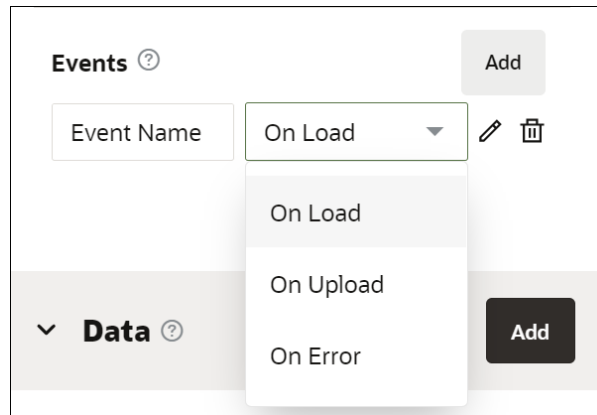 Events ?
Add
Event Name
On Load
On Load
On Upload
Data ?
Add
On Error